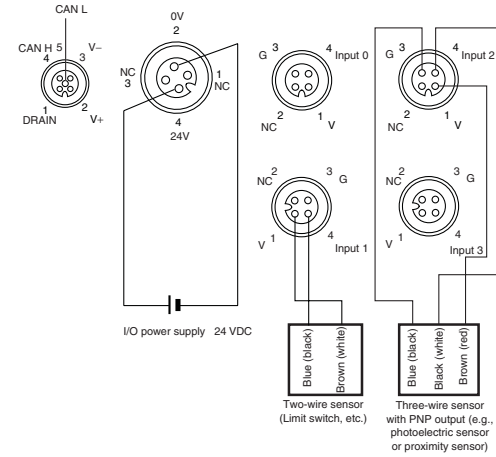 CAN L
CAN H 5 V–
4 3
1 2
DRAIN V+
0V
2
NC
3
1
NC
4
24V
I/O power supply 24 VDC
G 3 4 Input 0
2 1
NC V
NC 2 3 G
V 1 4
Input 1
Blue (black)
Brown (white)
Two-wire sensor
(Limit switch, etc.)
G 3 4 Input 2
2 1
NC V
NC 2 3 G
V 1 4
Input 3
Blue (black)
Black (white)
Brown (red)
Three-wire sensor
with PNP output (e.g.,
photoelectric sensor
or proximity sensor)